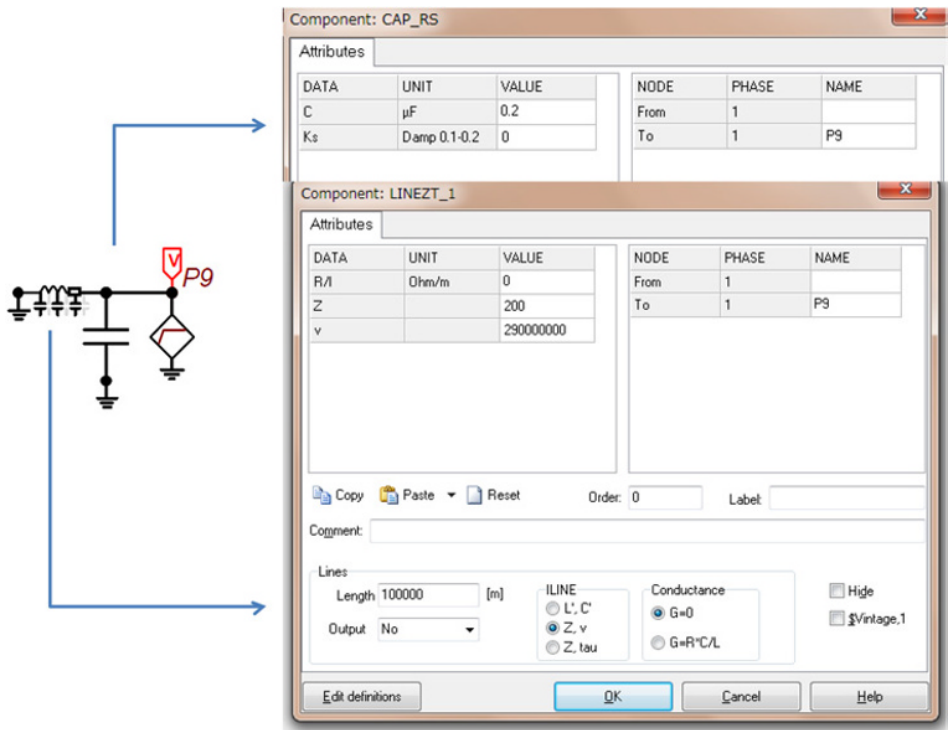 Component: CAP_RS
Attributes
DATA UNIT VALUE NODE PHASE NAME
C µF 0.2 From 1
Ks Damp 0.1-0.2 0 To 1 P9
Component: LINEZT_1
Attributes
DATA UNIT VALUE NODE PHASE NAME
R/l Ohm/m 0 From 1
Z 200 To 1 P9
v 290000000
V P9
Copy Paste Reset Order: 0 Label:
Comment:
Lines
Length 100000 [m]
Output No
ILINE
L', C'
Z, v
Z, tau
Conductance
G=0
G=R*C/L
Hide
$Vintage,1
Edit definitions OK Cancel Help